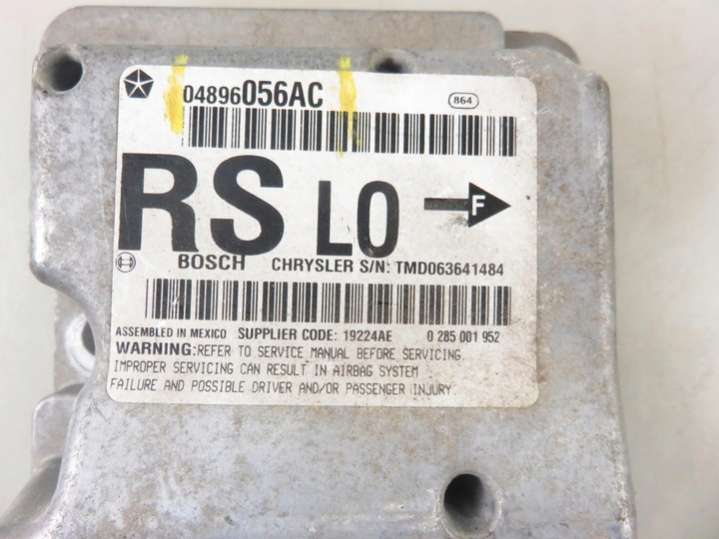 04896056AC 864
RS LO F
BOSCH CHRYSLER S/N: TMD063641484
ASSEMBLED IN MEXICO SUPPLIER CODE: 19224AE 0 285 001 952
WARNING:REFER TO SERVICE MANUAL BEFORE SERVICING.
IMPROPER SERVICING CAN RESULT IN AIRBAG SYSTEM
FAILURE AND POSSIBLE DRIVER AND/OR PASSENGER INJURY.